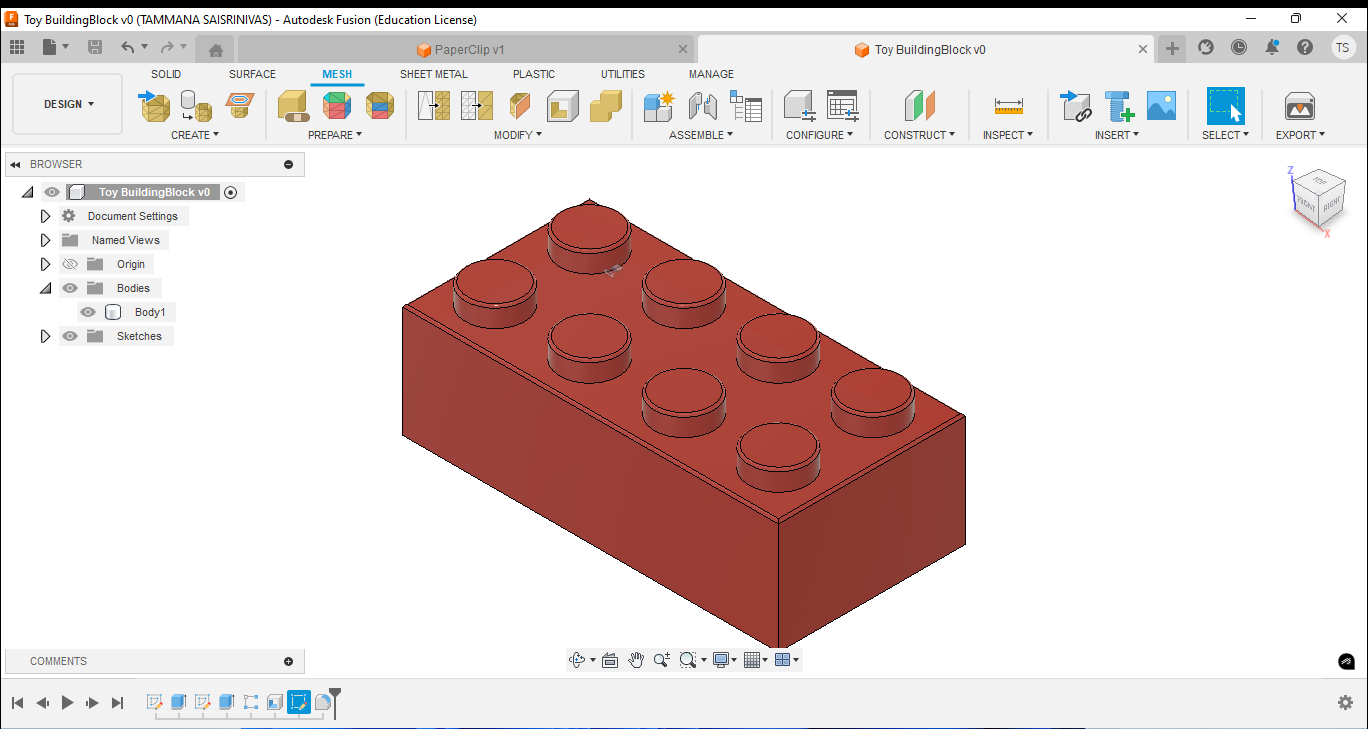 Toy BuildingBlock v0 (TAMMANA SAISRINIVAS) - Autodesk Fusion (Education License)
PaperClip v1
Toy BuildingBlock v0
TS
SOLID SURFACE MESH SHEET METAL PLASTIC UTILITIES MANAGE
DESIGN
CREATE PREPARE MODIFY ASSEMBLE CONFIGURE CONSTRUCT INSPECT INSERT SELECT EXPORT
BROWSER
Toy BuildingBlock v0
Document Settings
Named Views
Origin
Bodies
Body1
Sketches
Z
TOP
FRONT RIGHT
X
COMMENTS